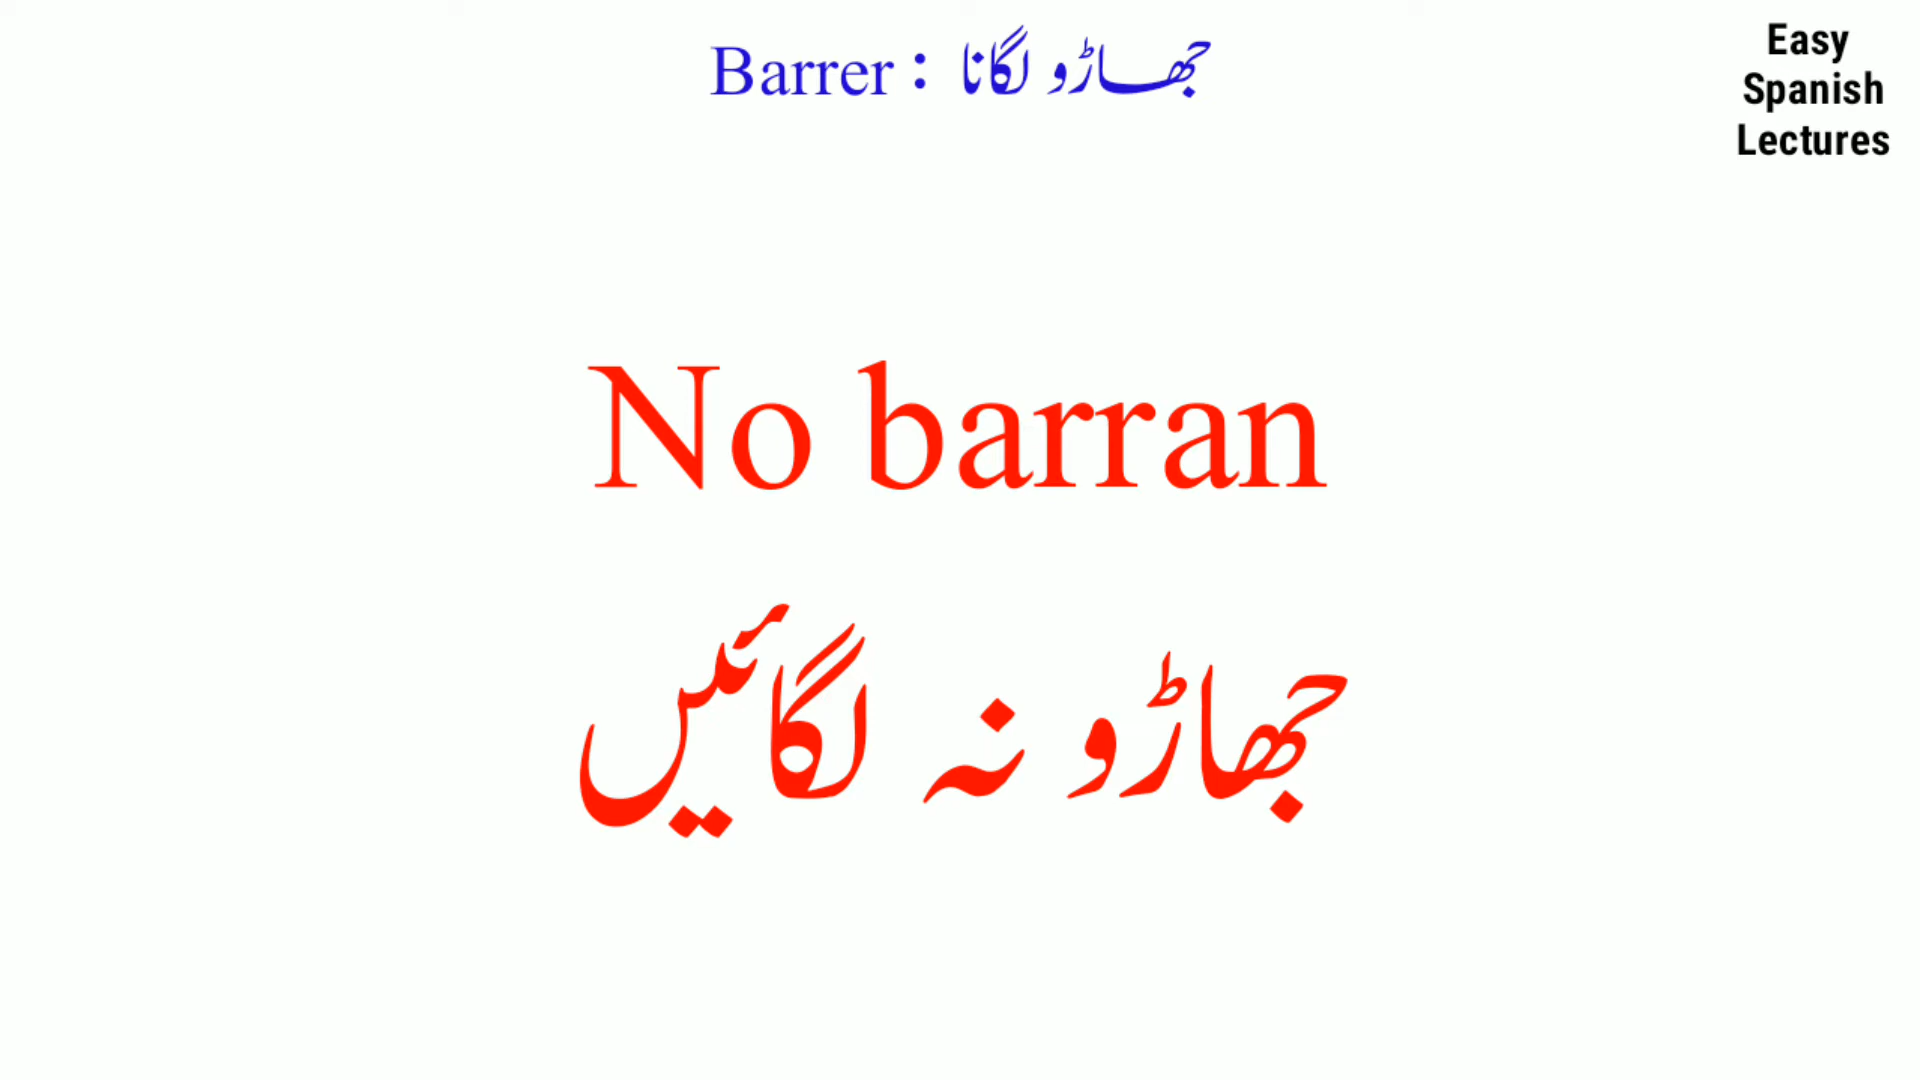 Barrer : جھاڑو لگانا
Easy
Spanish
Lectures
No barran
جھاڑو نہ لگائیں